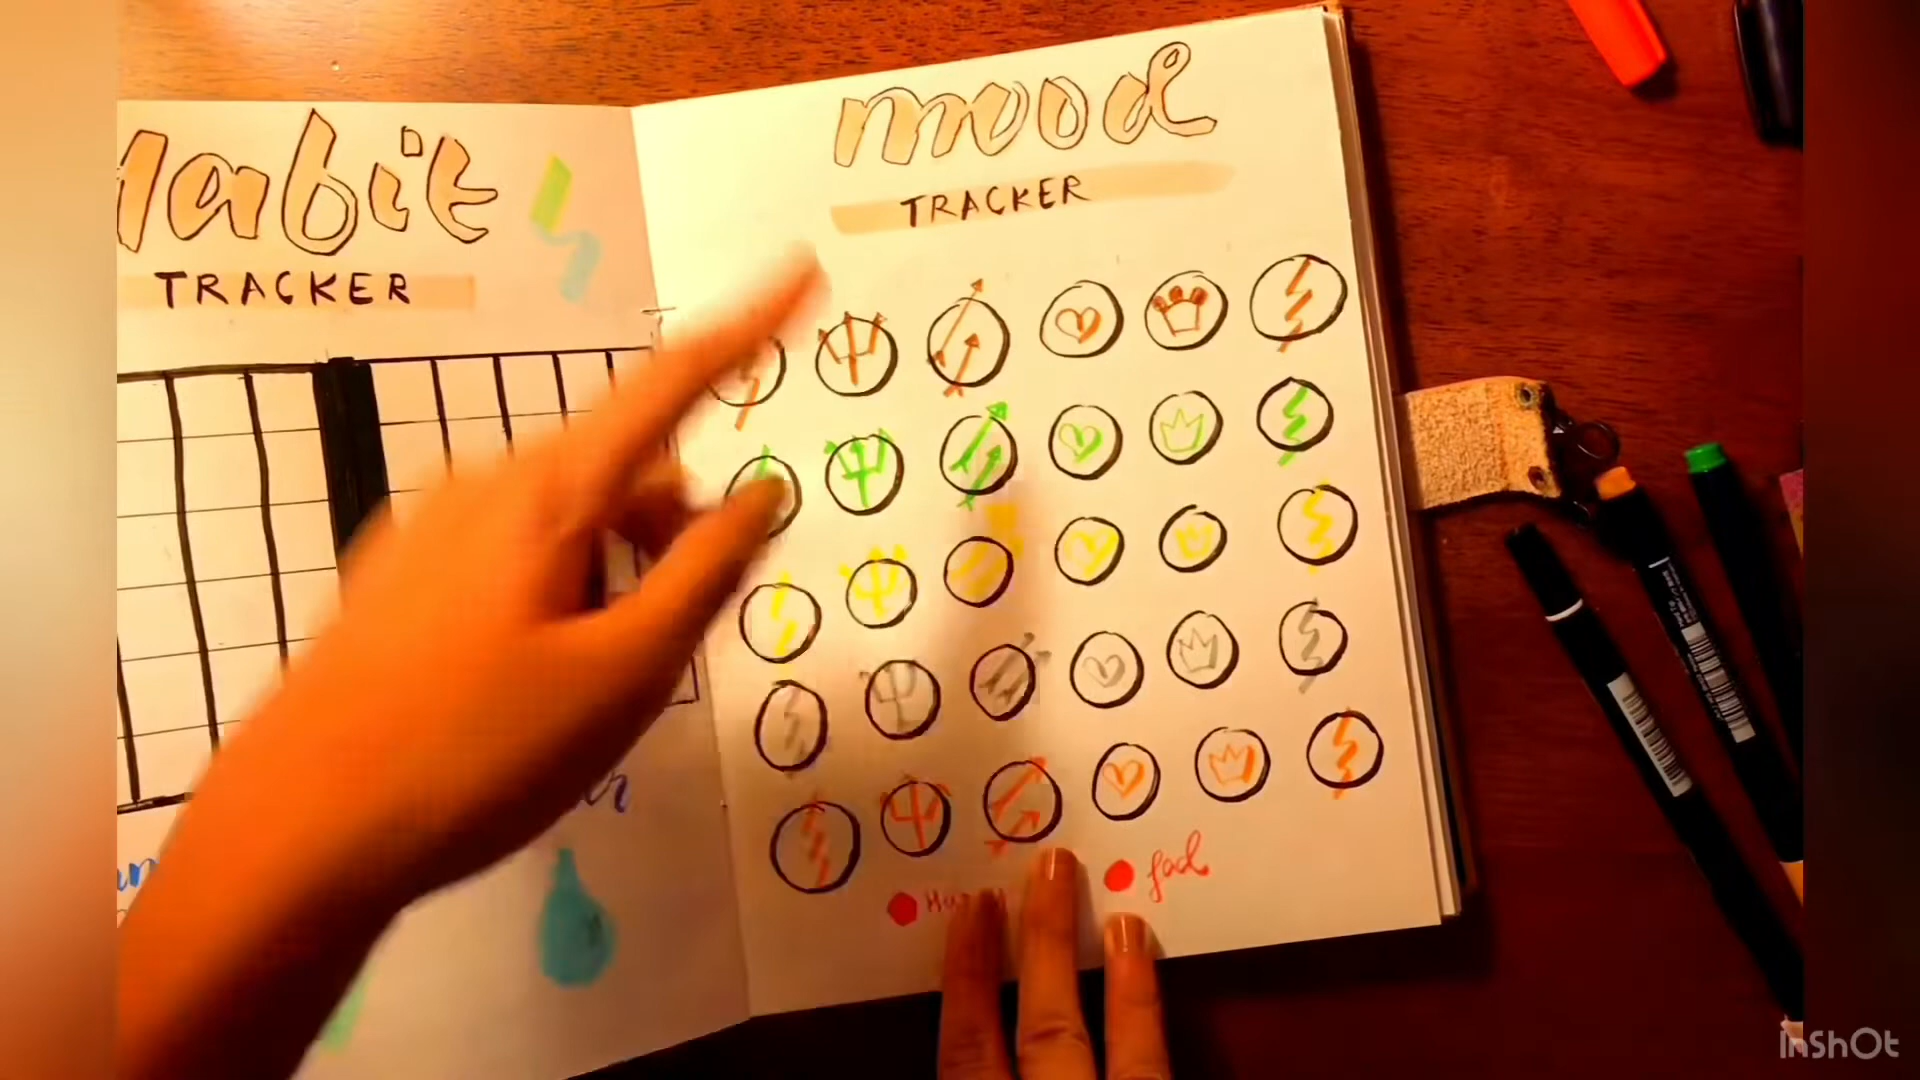 Habit
TRACKER
mood
TRACKER
sad
InShOt